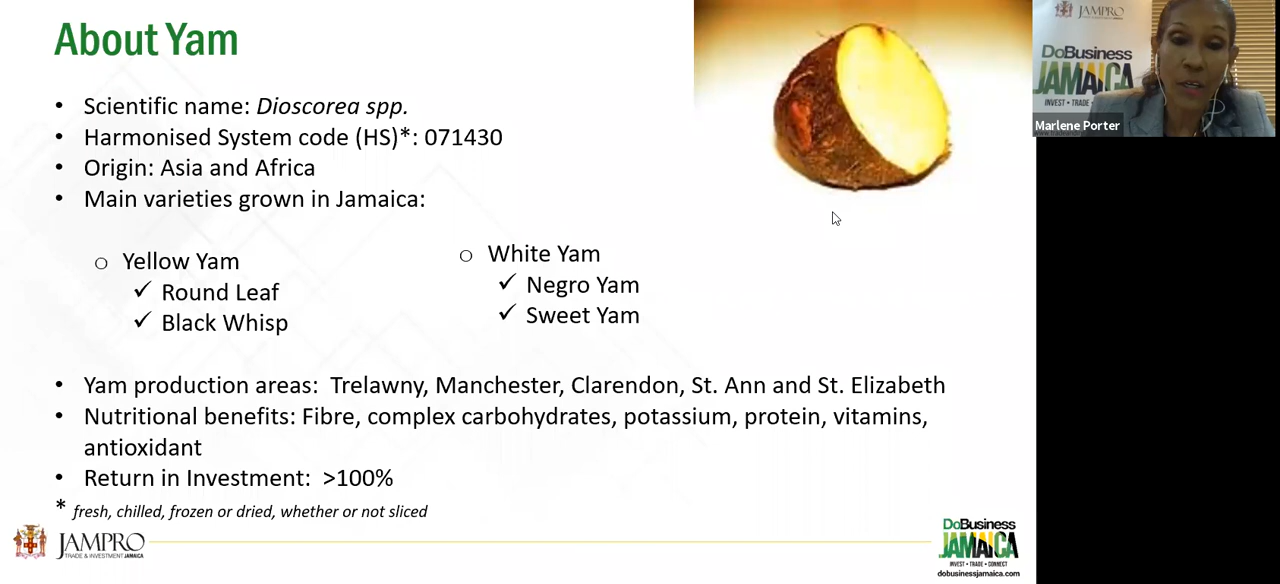 About Yam
• Scientific name: Dioscorea spp.
• Harmonised System code (HS)*: 071430
• Origin: Asia and Africa
• Main varieties grown in Jamaica:
o Yellow Yam
✓ Round Leaf
✓ Black Whisp
o White Yam
✓ Negro Yam
✓ Sweet Yam
• Yam production areas: Trelawny, Manchester, Clarendon, St. Ann and St. Elizabeth
• Nutritional benefits: Fibre, complex carbohydrates, potassium, protein, vitamins,
antioxidant
• Return in Investment: >100%
* fresh, chilled, frozen or dried, whether or not sliced
JAMPRO
TRADE & INVESTMENT JAMAICA
DoBusiness
JAMAICA
INVEST • TRADE • CONNECT
dobusinessjamaica.com
JAMPRO
DoBusiness
JAMAICA
INVEST • TRADE
Marlene Porter